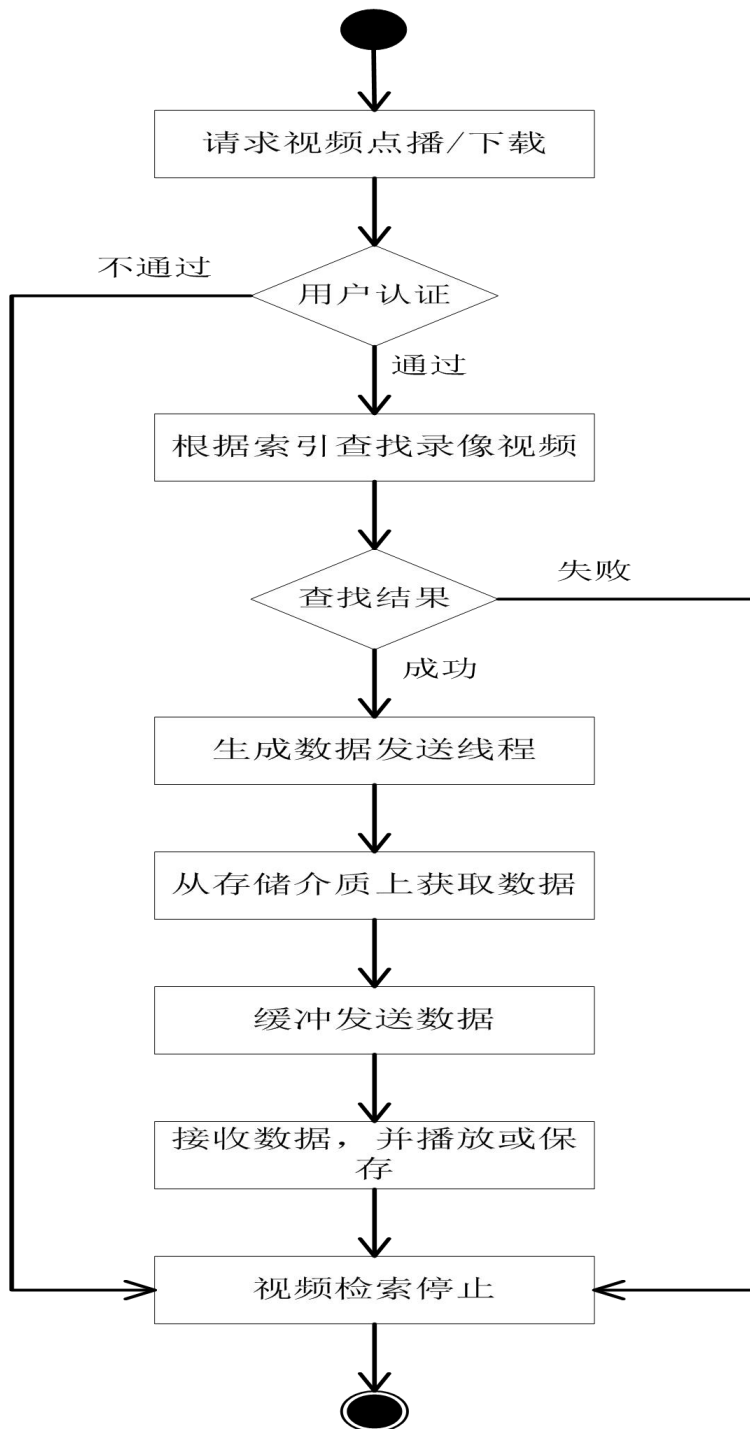 请求视频点播/下载
不通过
用户认证
通过
根据索引查找录像视频
失败
查找结果
成功
生成数据发送线程
从存储介质上获取数据
缓冲发送数据
接收数据，并播放或保
存
视频检索停止